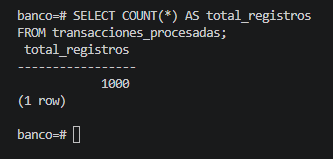 banco=# SELECT COUNT(*) AS total_registros
FROM transacciones_procesadas;
 total_registros
-----------------
            1000
(1 row)

banco=#